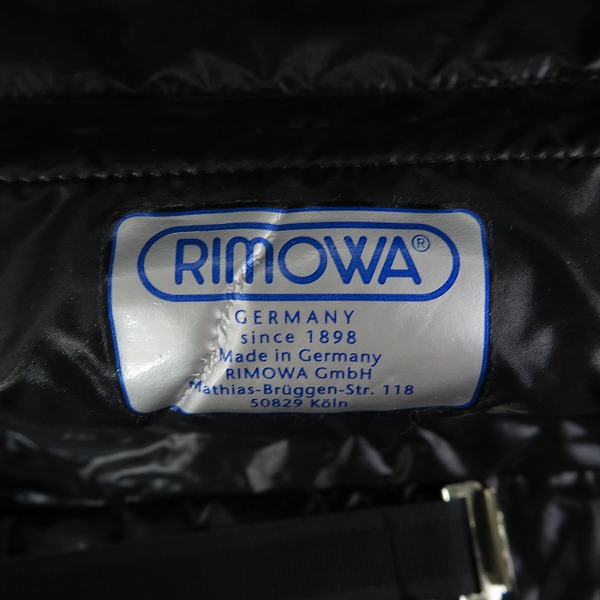 RIMOWA®
GERMANY
since 1898
Made in Germany
RIMOWA GmbH
Mathias-Brüggen-Str. 118
50829 Köln